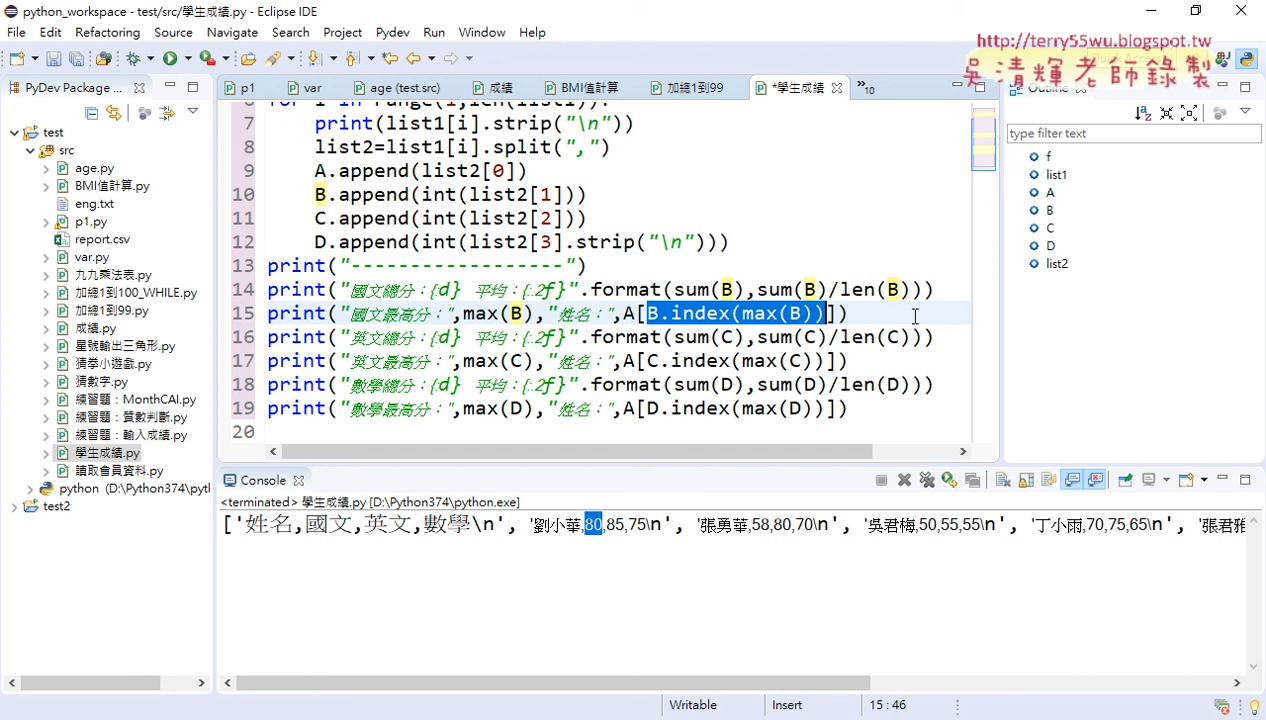 python_workspace - test/src/學生成績.py - Eclipse IDE
File Edit Refactoring Source Navigate Search Project Pydev Run Window Help
http://terry55wu.blogspot.tw
吳清輝老師錄製
PyDev Package ...
p1 var age (test.src) 成績 BMI值計算 加總1到99 *學生成績 »10
Outline
type filter text
test
src
age.py
BMI值計算.py
eng.txt
p1.py
report.csv
var.py
九九乘法表.py
加總1到100_WHILE.py
加總1到99.py
成績.py
星號輸出三角形.py
猜拳小遊戲.py
猜數字.py
練習題：MonthCAI.py
練習題：質數判斷.py
練習題：輸入成績.py
學生成績.py
讀取會員資料.py
python (D:\Python374\pytl
test2
6 for i in range(1,len(list1)):
7 print(list1[i].strip("\n"))
8 list2=list1[i].split(",")
9 A.append(list2[0])
10 B.append(int(list2[1]))
11 C.append(int(list2[2]))
12 D.append(int(list2[3].strip("\n")))
13 print("------------------")
14 print("國文總分：{:d} 平均：{:.2f}".format(sum(B),sum(B)/len(B)))
15 print("國文最高分：",max(B),"姓名：",A[B.index(max(B))])
16 print("英文總分：{:d} 平均：{:.2f}".format(sum(C),sum(C)/len(C)))
17 print("英文最高分：",max(C),"姓名：",A[C.index(max(C))])
18 print("數學總分：{:d} 平均：{:.2f}".format(sum(D),sum(D)/len(D)))
19 print("數學最高分：",max(D),"姓名：",A[D.index(max(D))])
20
f
list1
A
B
C
D
list2
Console
<terminated> 學生成績.py [D:\Python374\python.exe]
['姓名,國文,英文,數學\n', '劉小華,80,85,75\n', '張勇華,58,80,70\n', '吳君梅,50,55,55\n', '丁小雨,70,75,65\n', '張君雅
Writable Insert 15 : 46